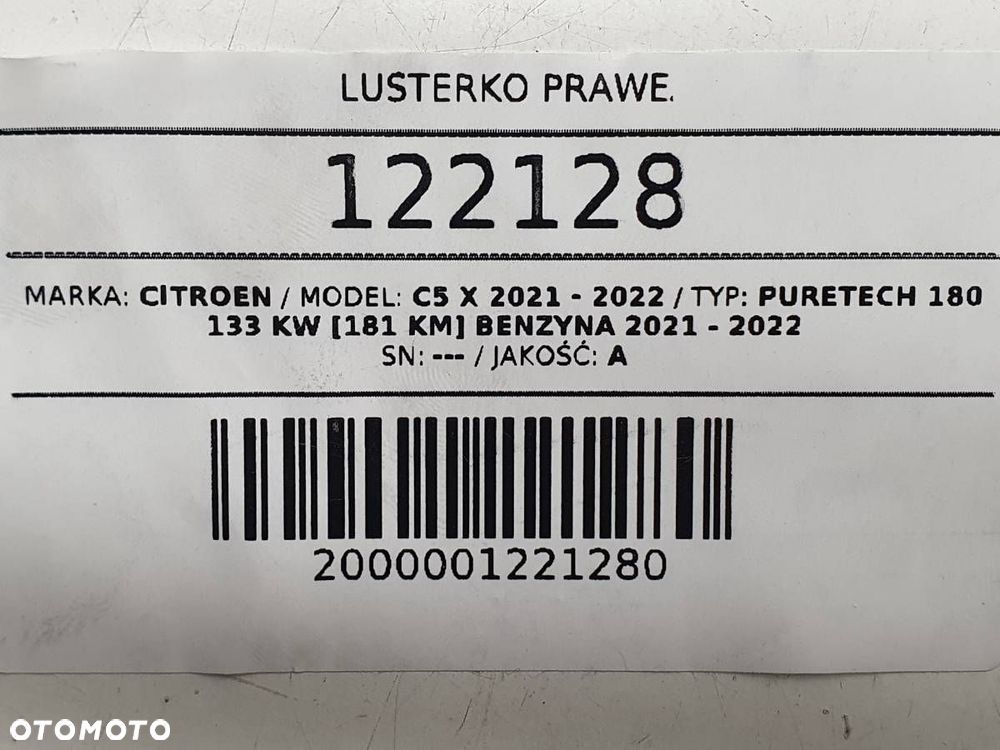 LUSTERKO PRAWE.
122128
MARKA: CITROEN / MODEL: C5 X 2021 - 2022 / TYP: PURETECH 180
133 KW [181 KM] BENZYNA 2021 - 2022
SN: --- / JAKOŚĆ: A
2000001221280
OTOMOTO